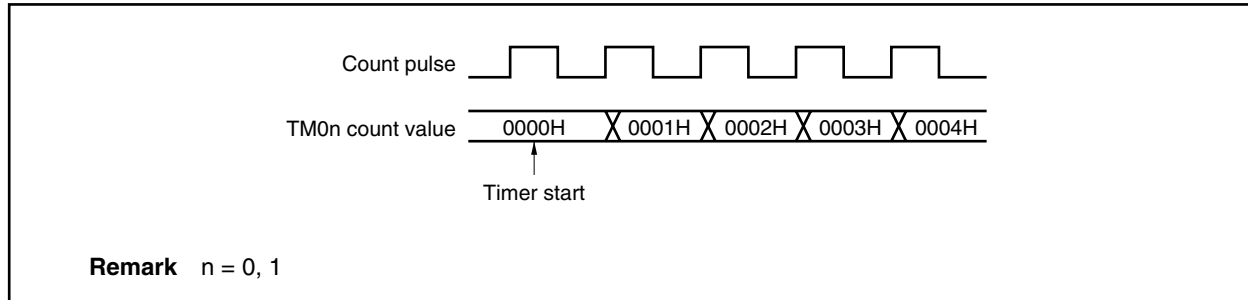 Count pulse
TM0n count value 0000H 0001H 0002H 0003H 0004H
Timer start
Remark n = 0, 1